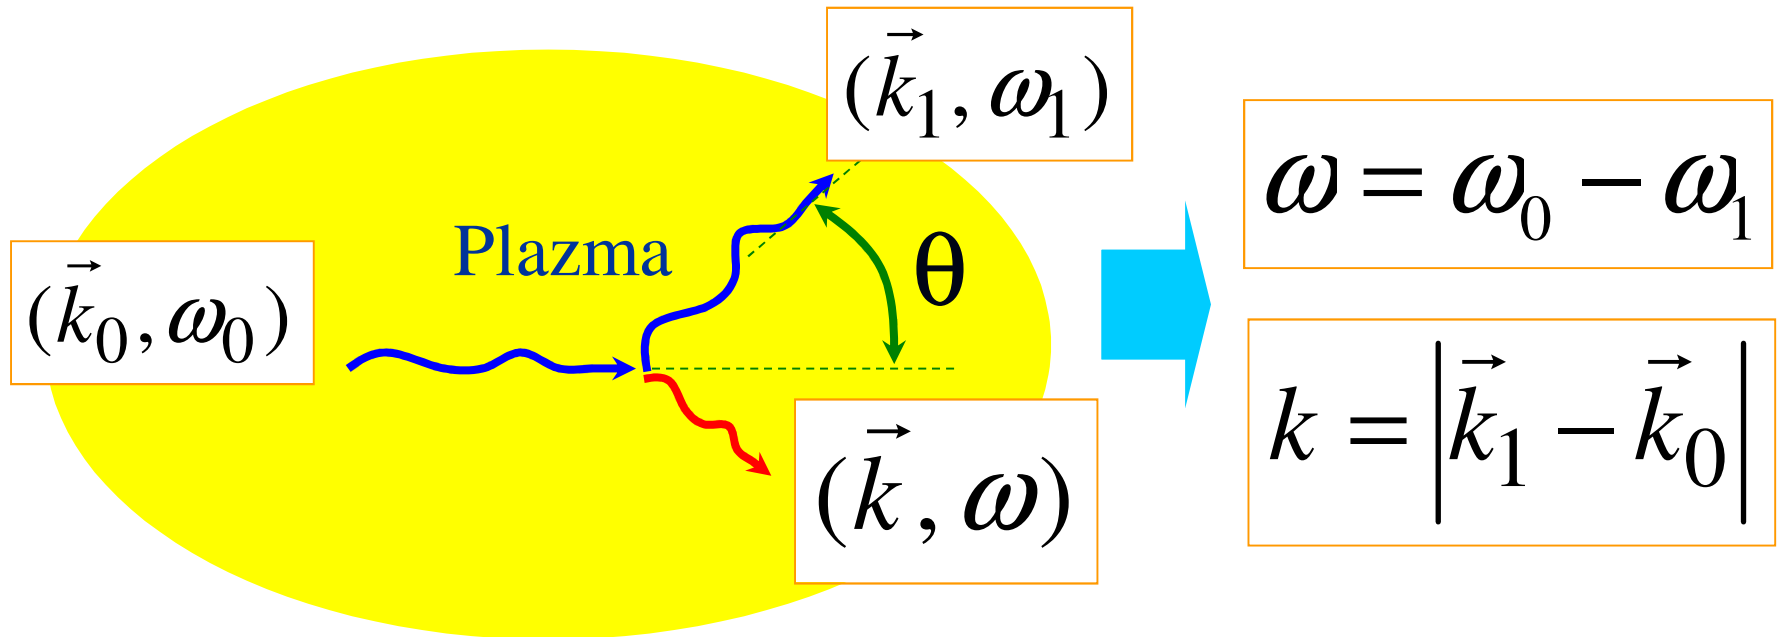 (k⃗₁, ω₁)
Plazma
θ
(k⃗₀, ω₀)
(k⃗, ω)
ω = ω₀ − ω₁
k = |k⃗₁ − k⃗₀|